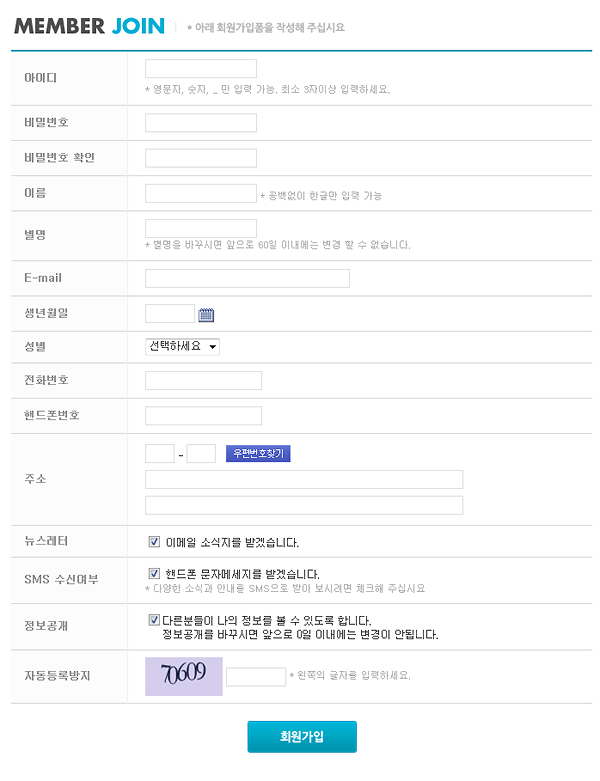 MEMBER JOIN * 아래 회원가입폼을 작성해 주십시요
아이디
* 영문자, 숫자, _ 만 입력 가능. 최소 3자이상 입력하세요.
비밀번호
비밀번호 확인
이름 * 공백없이 한글만 입력 가능
별명
* 별명을 바꾸시면 앞으로 60일 이내에는 변경 할 수 없습니다.
E-mail
생년월일
성별 선택하세요
전화번호
핸드폰번호
주소 - 우편번호찾기
뉴스레터 이메일 소식지를 받겠습니다.
SMS 수신여부 핸드폰 문자메세지를 받겠습니다.
* 다양한 소식과 안내를 SMS으로 받아 보시려면 체크해 주십시요
정보공개 다른분들이 나의 정보를 볼 수 있도록 합니다.
정보공개를 바꾸시면 앞으로 0일 이내에는 변경이 안됩니다.
자동등록방지 70609 * 왼쪽의 글자를 입력하세요.
회원가입